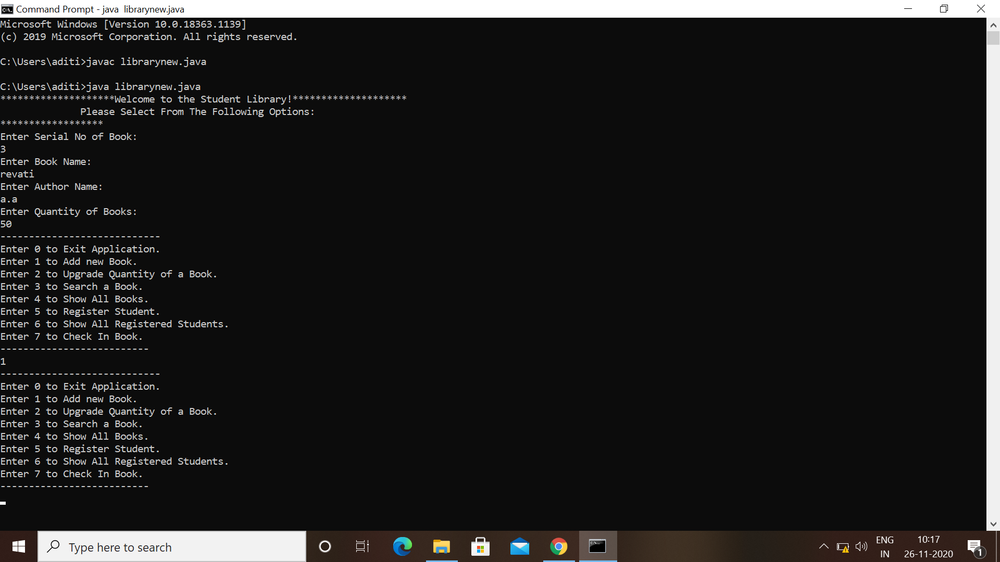 Command Prompt - java  librarynew.java
Microsoft Windows [Version 10.0.18363.1139]
(c) 2019 Microsoft Corporation. All rights reserved.
C:\Users\aditi>javac librarynew.java
C:\Users\aditi>java librarynew.java
********************Welcome to the Student Library!********************
              Please Select From The Following Options:
******************
Enter Serial No of Book:
3
Enter Book Name:
revati
Enter Author Name:
a.a
Enter Quantity of Books:
50
----------------------------
Enter 0 to Exit Application.
Enter 1 to Add new Book.
Enter 2 to Upgrade Quantity of a Book.
Enter 3 to Search a Book.
Enter 4 to Show All Books.
Enter 5 to Register Student.
Enter 6 to Show All Registered Students.
Enter 7 to Check In Book.
--------------------------
1
----------------------------
Enter 0 to Exit Application.
Enter 1 to Add new Book.
Enter 2 to Upgrade Quantity of a Book.
Enter 3 to Search a Book.
Enter 4 to Show All Books.
Enter 5 to Register Student.
Enter 6 to Show All Registered Students.
Enter 7 to Check In Book.
--------------------------
Type here to search
ENG
IN
10:17
26-11-2020
1